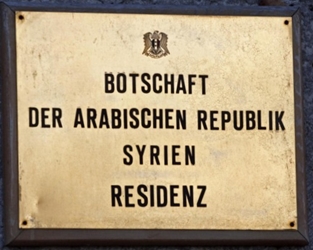 BOTSCHAFT
DER ARABISCHEN REPUBLIK
SYRIEN
RESIDENZ